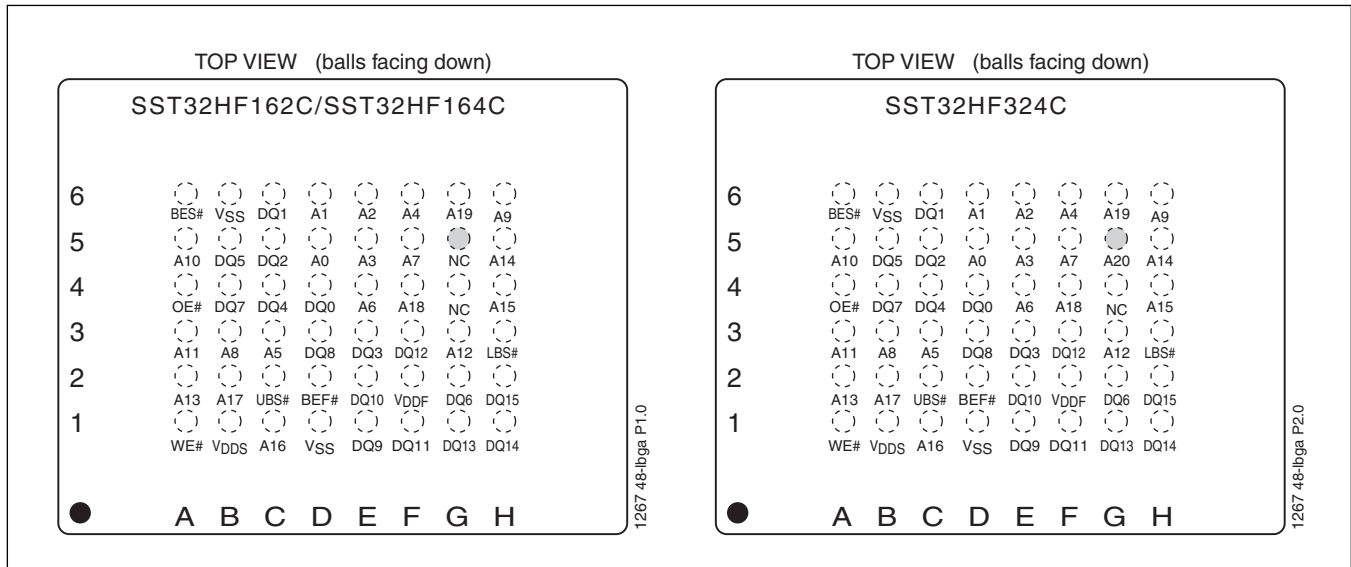 TOP VIEW (balls facing down)
SST32HF162C/SST32HF164C
6
BES# VSS DQ1 A1 A2 A4 A19 A9
5
A10 DQ5 DQ2 A0 A3 A7 NC A14
4
OE# DQ7 DQ4 DQ0 A6 A18 NC A15
3
A11 A8 A5 DQ8 DQ3 DQ12 A12 LBS#
2
A13 A17 UBS# BEF# DQ10 VDDF DQ6 DQ15
1
WE# VDDS A16 VSS DQ9 DQ11 DQ13 DQ14
A B C D E F G H
1267 48-lbga P1.0
TOP VIEW (balls facing down)
SST32HF324C
6
BES# VSS DQ1 A1 A2 A4 A19 A9
5
A10 DQ5 DQ2 A0 A3 A7 A20 A14
4
OE# DQ7 DQ4 DQ0 A6 A18 NC A15
3
A11 A8 A5 DQ8 DQ3 DQ12 A12 LBS#
2
A13 A17 UBS# BEF# DQ10 VDDF DQ6 DQ15
1
WE# VDDS A16 VSS DQ9 DQ11 DQ13 DQ14
A B C D E F G H
1267 48-lbga P2.0